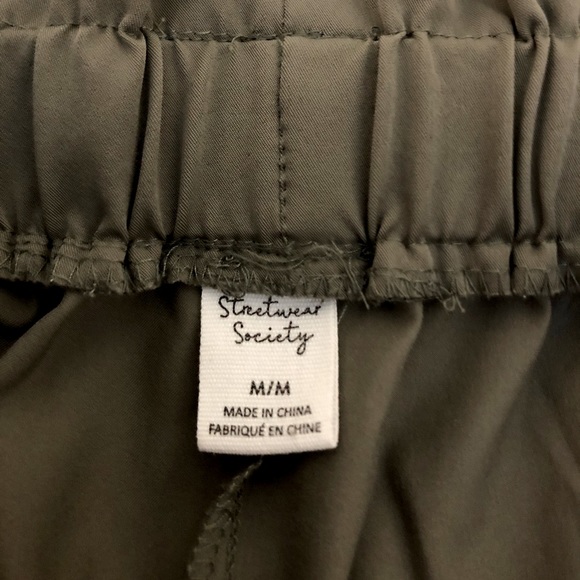 Streetwear
Society
M/M
MADE IN CHINA
FABRIQUÉ EN CHINE